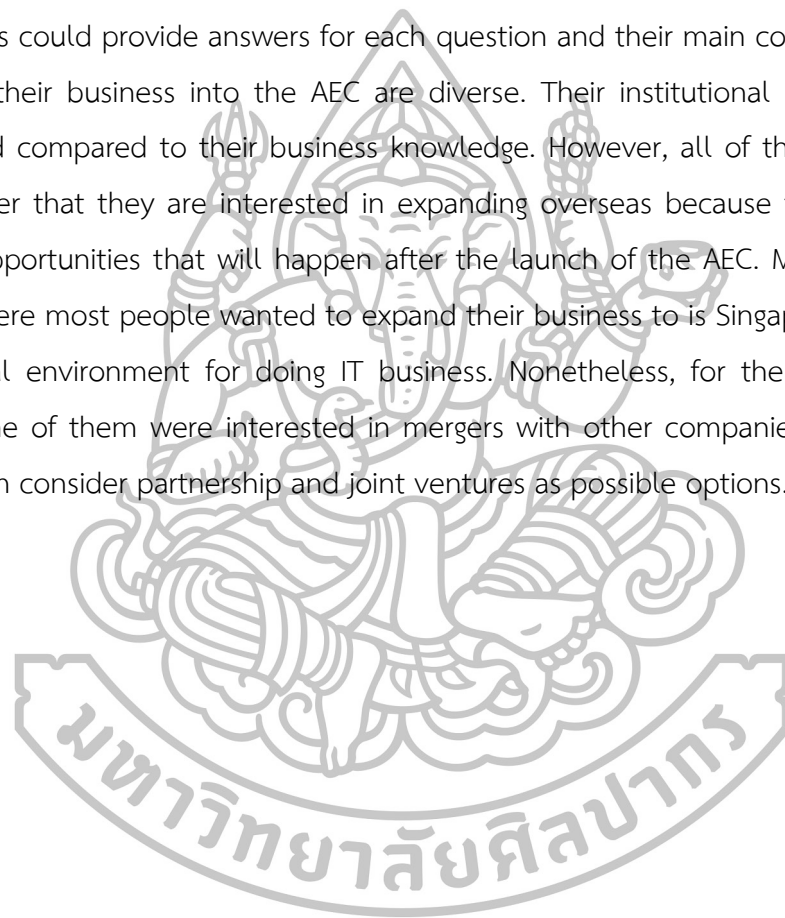 s could provide answers for each question and their main co
their business into the AEC are diverse. Their institutional
d compared to their business knowledge. However, all of th
er that they are interested in expanding overseas because
pportunities that will happen after the launch of the AEC. M
ere most people wanted to expand their business to is Singap
l environment for doing IT business. Nonetheless, for the
ne of them were interested in mergers with other companie
n consider partnership and joint ventures as possible options.
มหาวิทยาลัยศิลปากร